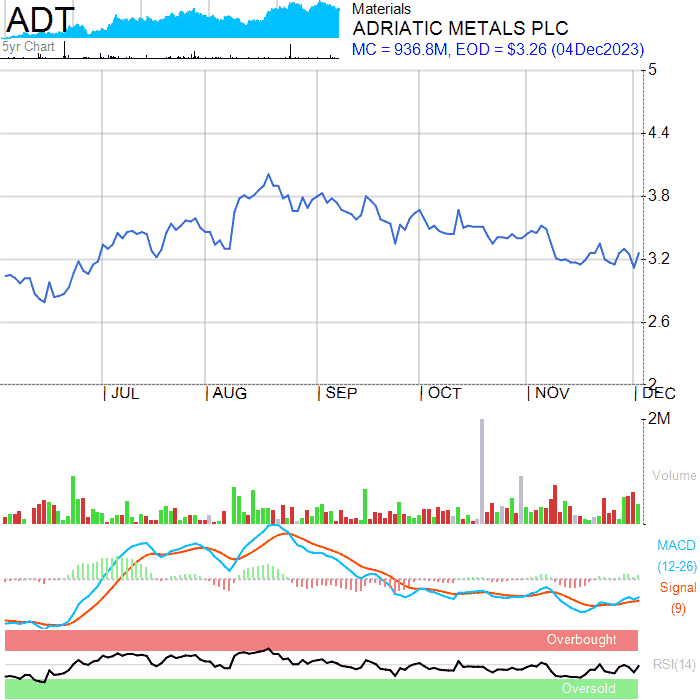 ADT
5yr Chart
Materials
ADRIATIC METALS PLC
MC = 936.8M, EOD = $3.26 (04Dec2023)
5
4.4
3.8
3.2
2.6
2
JUL AUG SEP OCT NOV DEC
2M
Volume
MACD
(12-26)
Signal
(9)
Overbought
RSI(14)
Oversold